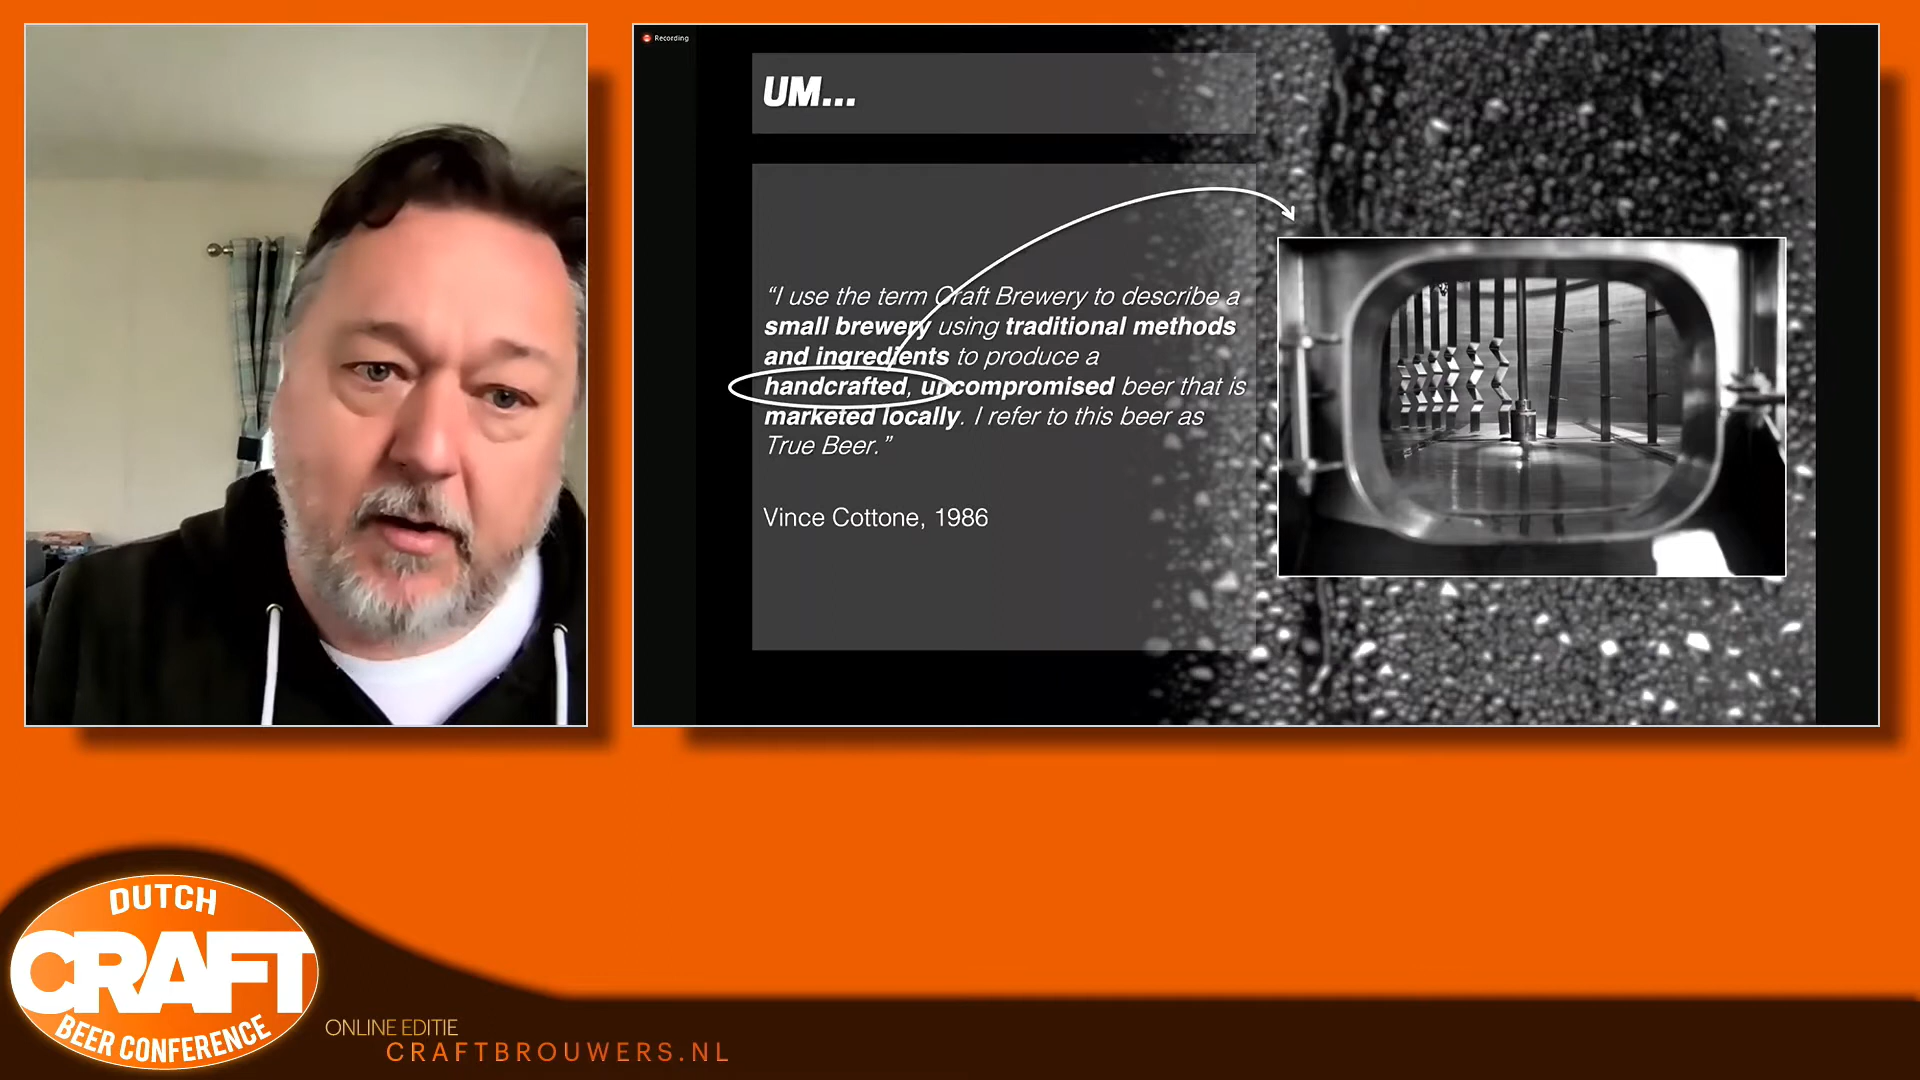 Recording
UM...
“I use the term Craft Brewery to describe a
small brewery using traditional methods
and ingredients to produce a
handcrafted, uncompromised beer that is
marketed locally. I refer to this beer as
True Beer.”
Vince Cottone, 1986
DUTCH
CRAFT
BEER CONFERENCE
ONLINE EDITIE
CRAFTBROUWERS.NL